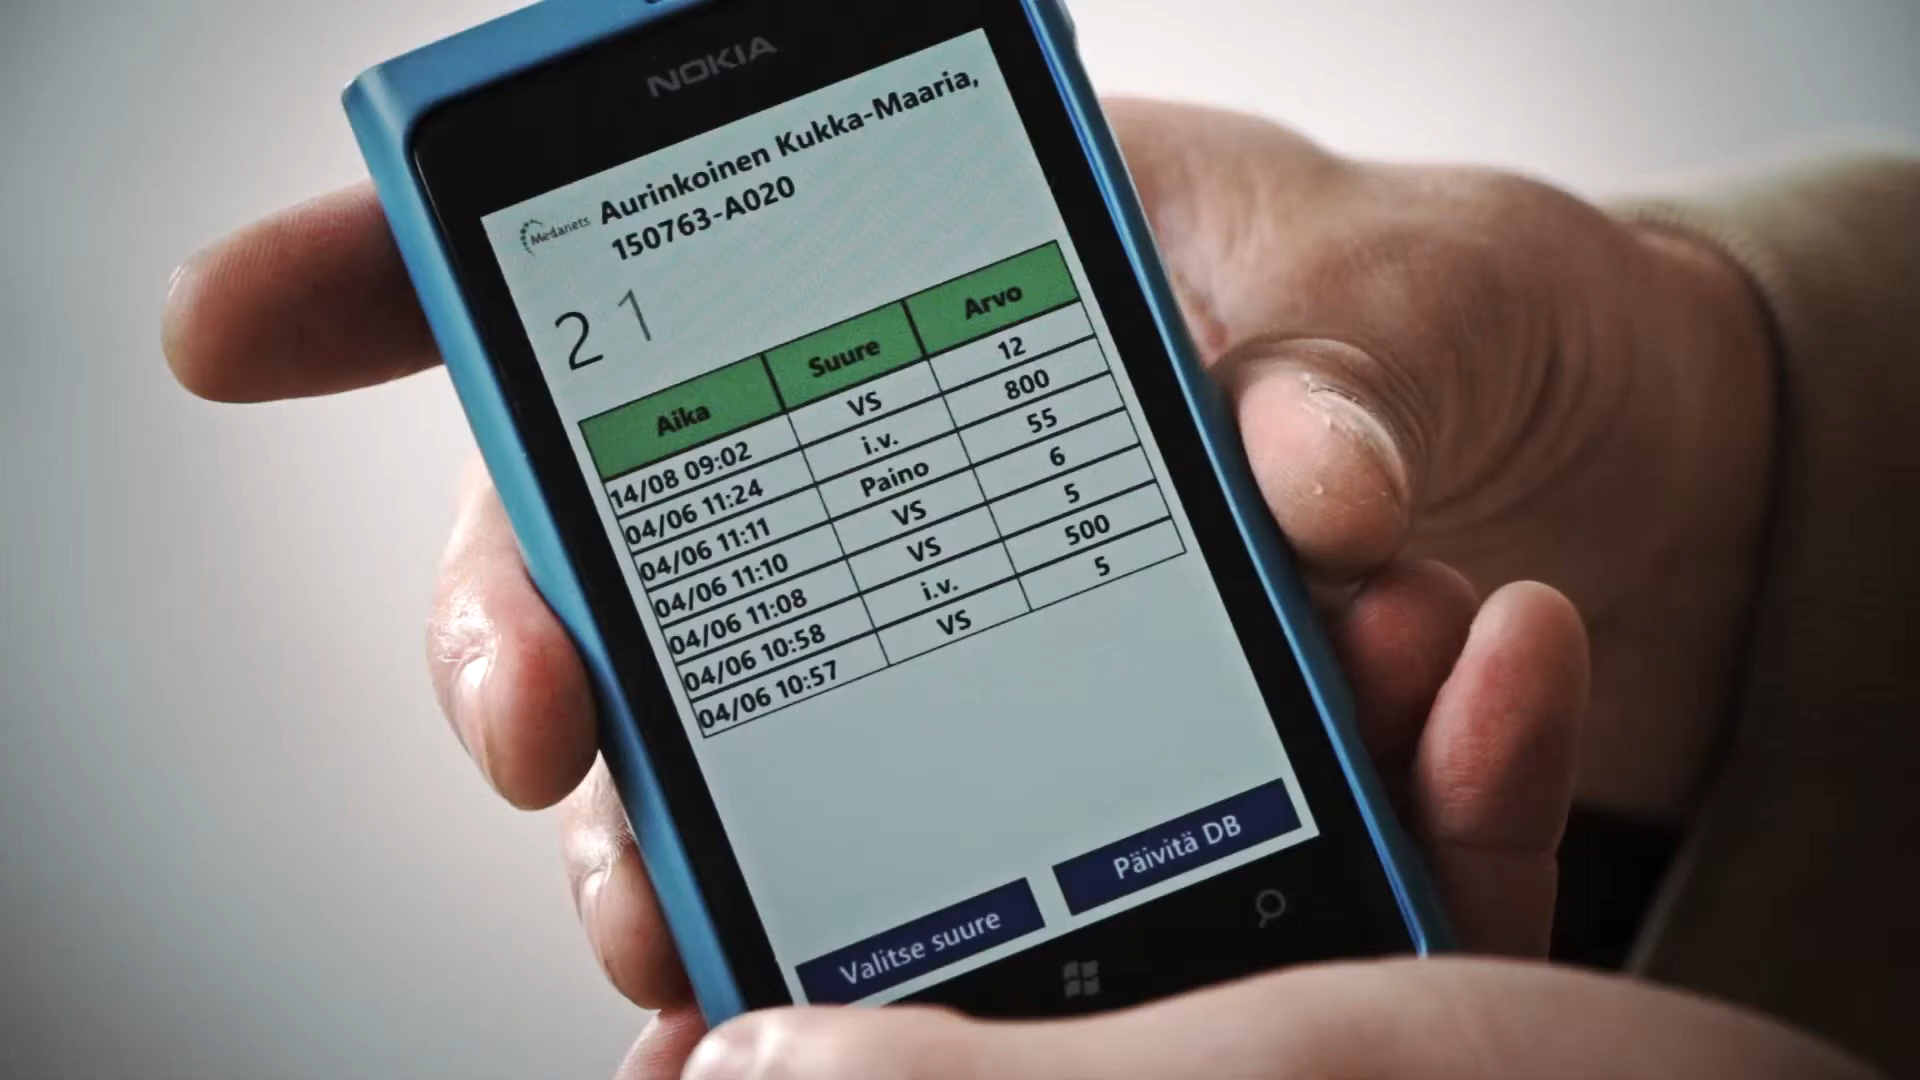 NOKIA
Medanets
Aurinkoinen Kukka-Maaria,
150763-A020
2 1
Aika Suure Arvo
14/08 09:02 VS 12
04/06 11:24 i.v. 800
04/06 11:11 Paino 55
04/06 11:10 VS 6
04/06 11:08 VS 5
04/06 10:58 i.v. 500
04/06 10:57 VS 5
Valitse suure Päivitä DB